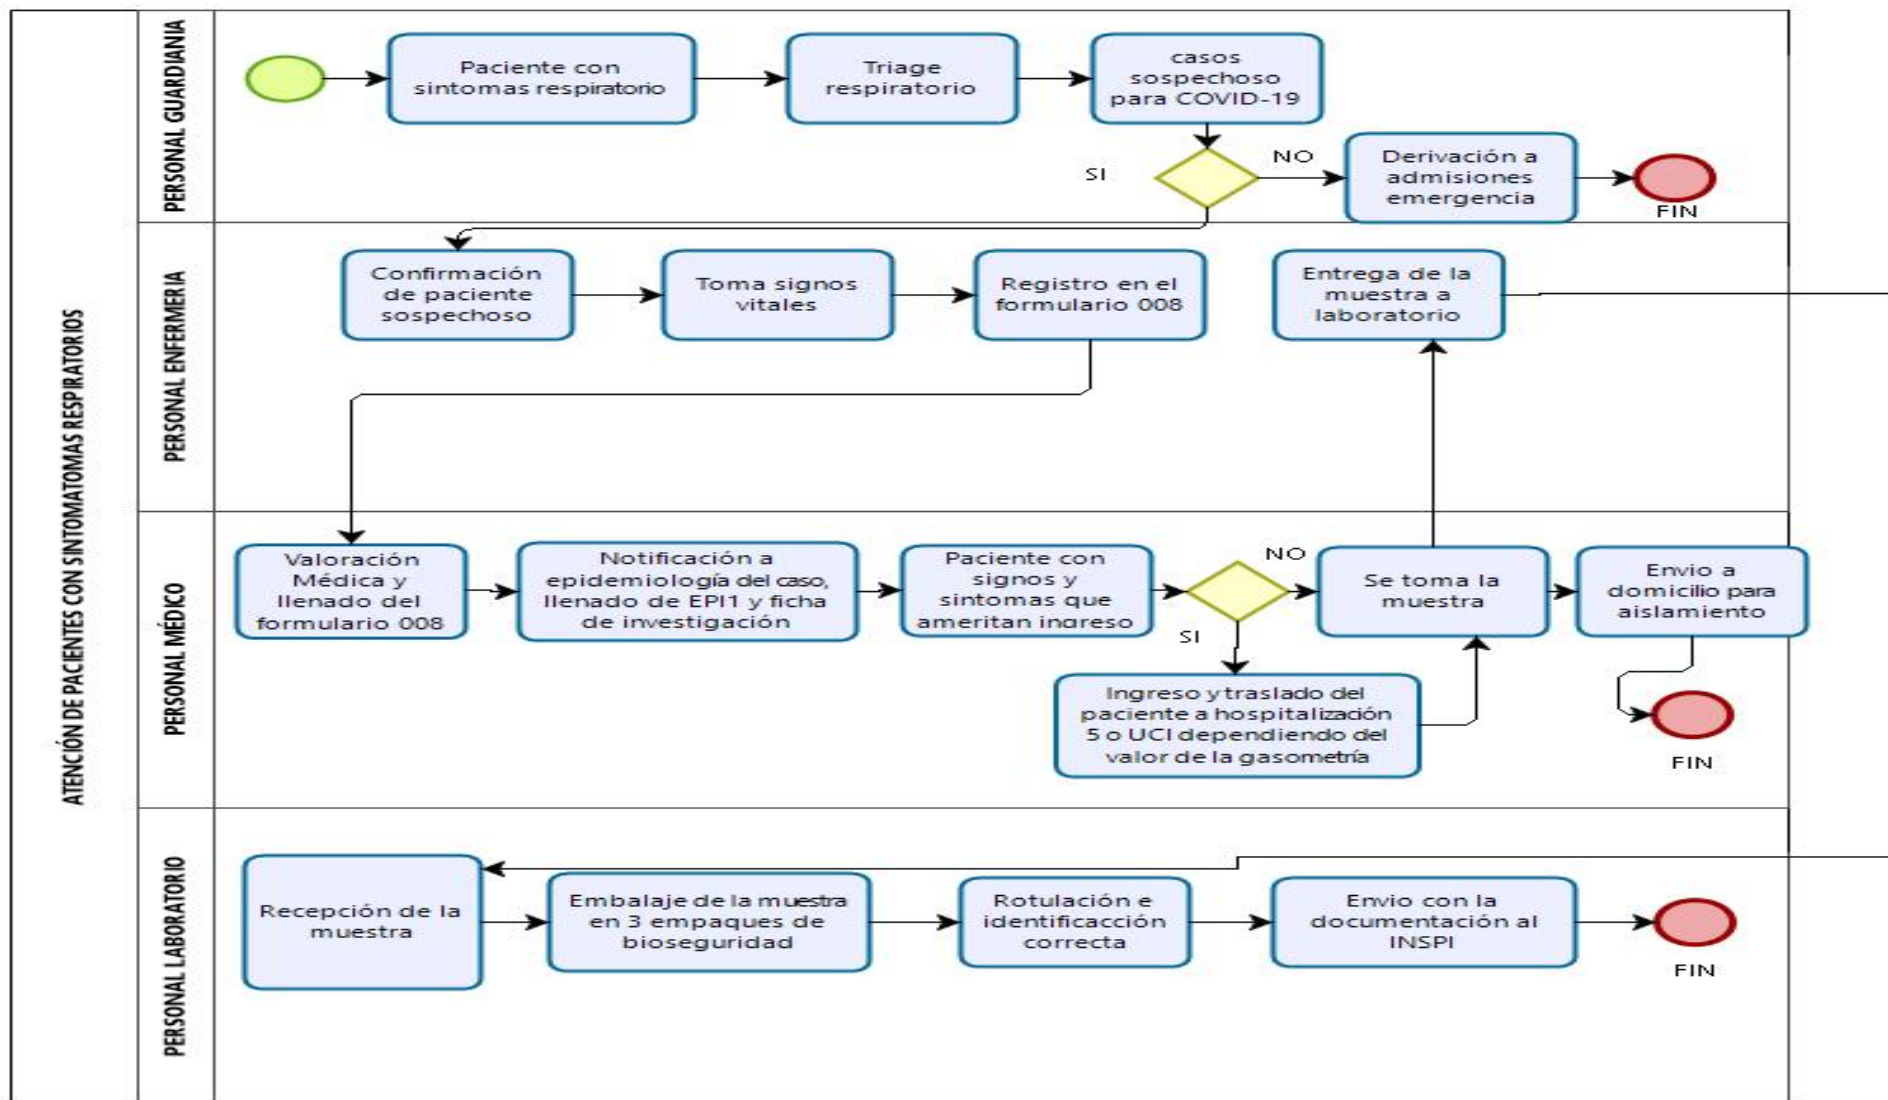 ATENCIÓN DE PACIENTES CON SINTOMATOMAS RESPIRATORIOS
PERSONAL GUARDIANIA
Paciente con
sintomas respiratorio
Triage
respiratorio
casos
sospechoso
para COVID-19
SI
NO
Derivación a
admisiones
emergencia
FIN
PERSONAL ENFERMERIA
Confirmación
de paciente
sospechoso
Toma signos
vitales
Registro en el
formulario 008
Entrega de la
muestra a
laboratorio
PERSONAL MÉDICO
Valoración
Médica y
llenado del
formulario 008
Notificación a
epidemiología del caso,
llenado de EPI1 y ficha
de investigación
Paciente con
signos y
sintomas que
ameritan ingreso
NO
SI
Se toma la
muestra
Envio a
domicilio para
aislamiento
Ingreso y traslado del
paciente a hospitalización
5 o UCI dependiendo del
valor de la gasometría
FIN
PERSONAL LABORATORIO
Recepción de la
muestra
Embalaje de la muestra
en 3 empaques de
bioseguridad
Rotulación e
identificacción
correcta
Envio con la
documentación al
INSPI
FIN